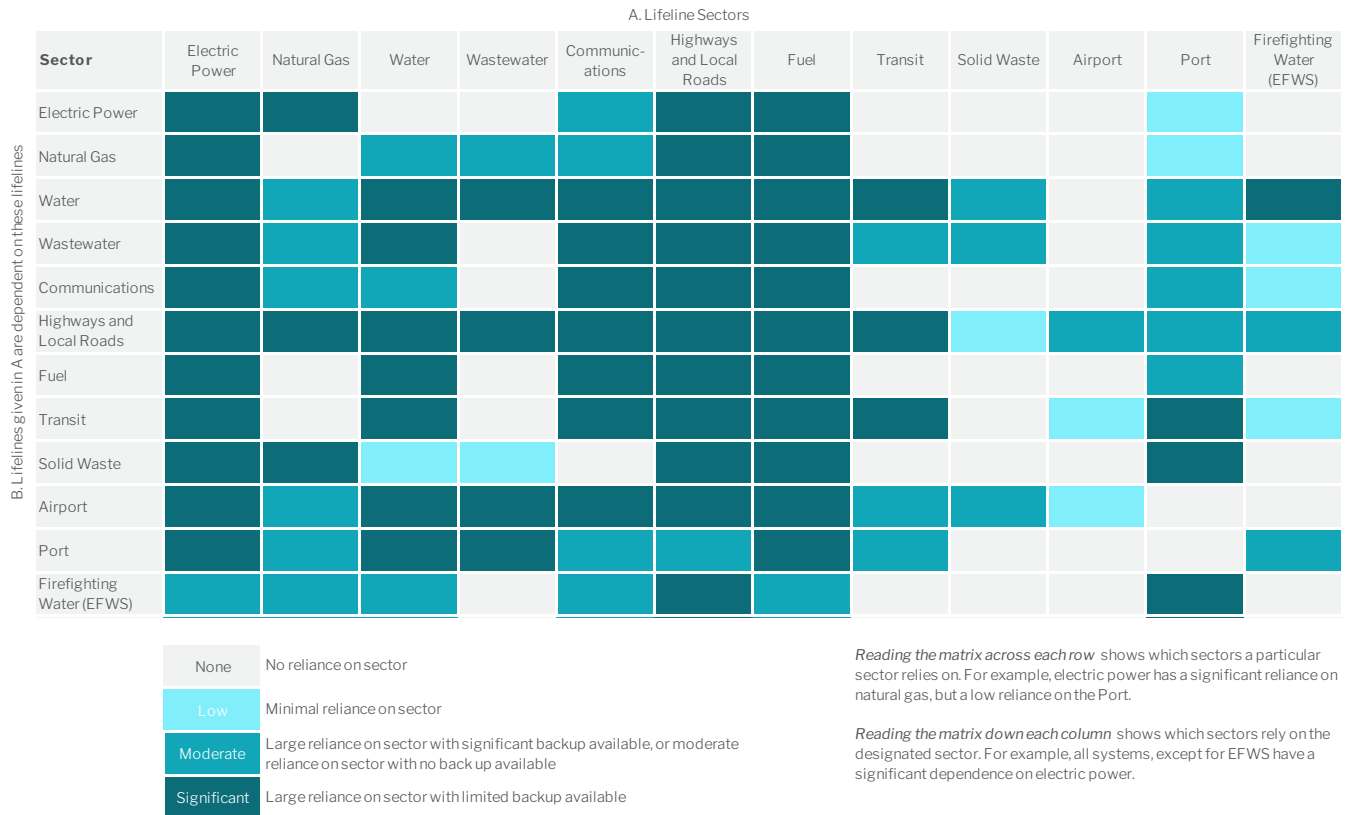 A. Lifeline Sectors
Sector
Electric
Power
Natural Gas
Water
Wastewater
Communic-
ations
Highways
and Local
Roads
Fuel
Transit
Solid Waste
Airport
Port
Firefighting
Water
(EFWS)
B. Lifelines given in A are dependent on these lifelines
Electric Power
Natural Gas
Water
Wastewater
Communications
Highways and
Local Roads
Fuel
Transit
Solid Waste
Airport
Port
Firefighting
Water (EFWS)
None
No reliance on sector
Low
Minimal reliance on sector
Moderate
Large reliance on sector with significant backup available, or moderate
reliance on sector with no back up available
Significant
Large reliance on sector with limited backup available
Reading the matrix across each row shows which sectors a particular
sector relies on. For example, electric power has a significant reliance on
natural gas, but a low reliance on the Port.
Reading the matrix down each column shows which sectors rely on the
designated sector. For example, all systems, except for EFWS have a
significant dependence on electric power.